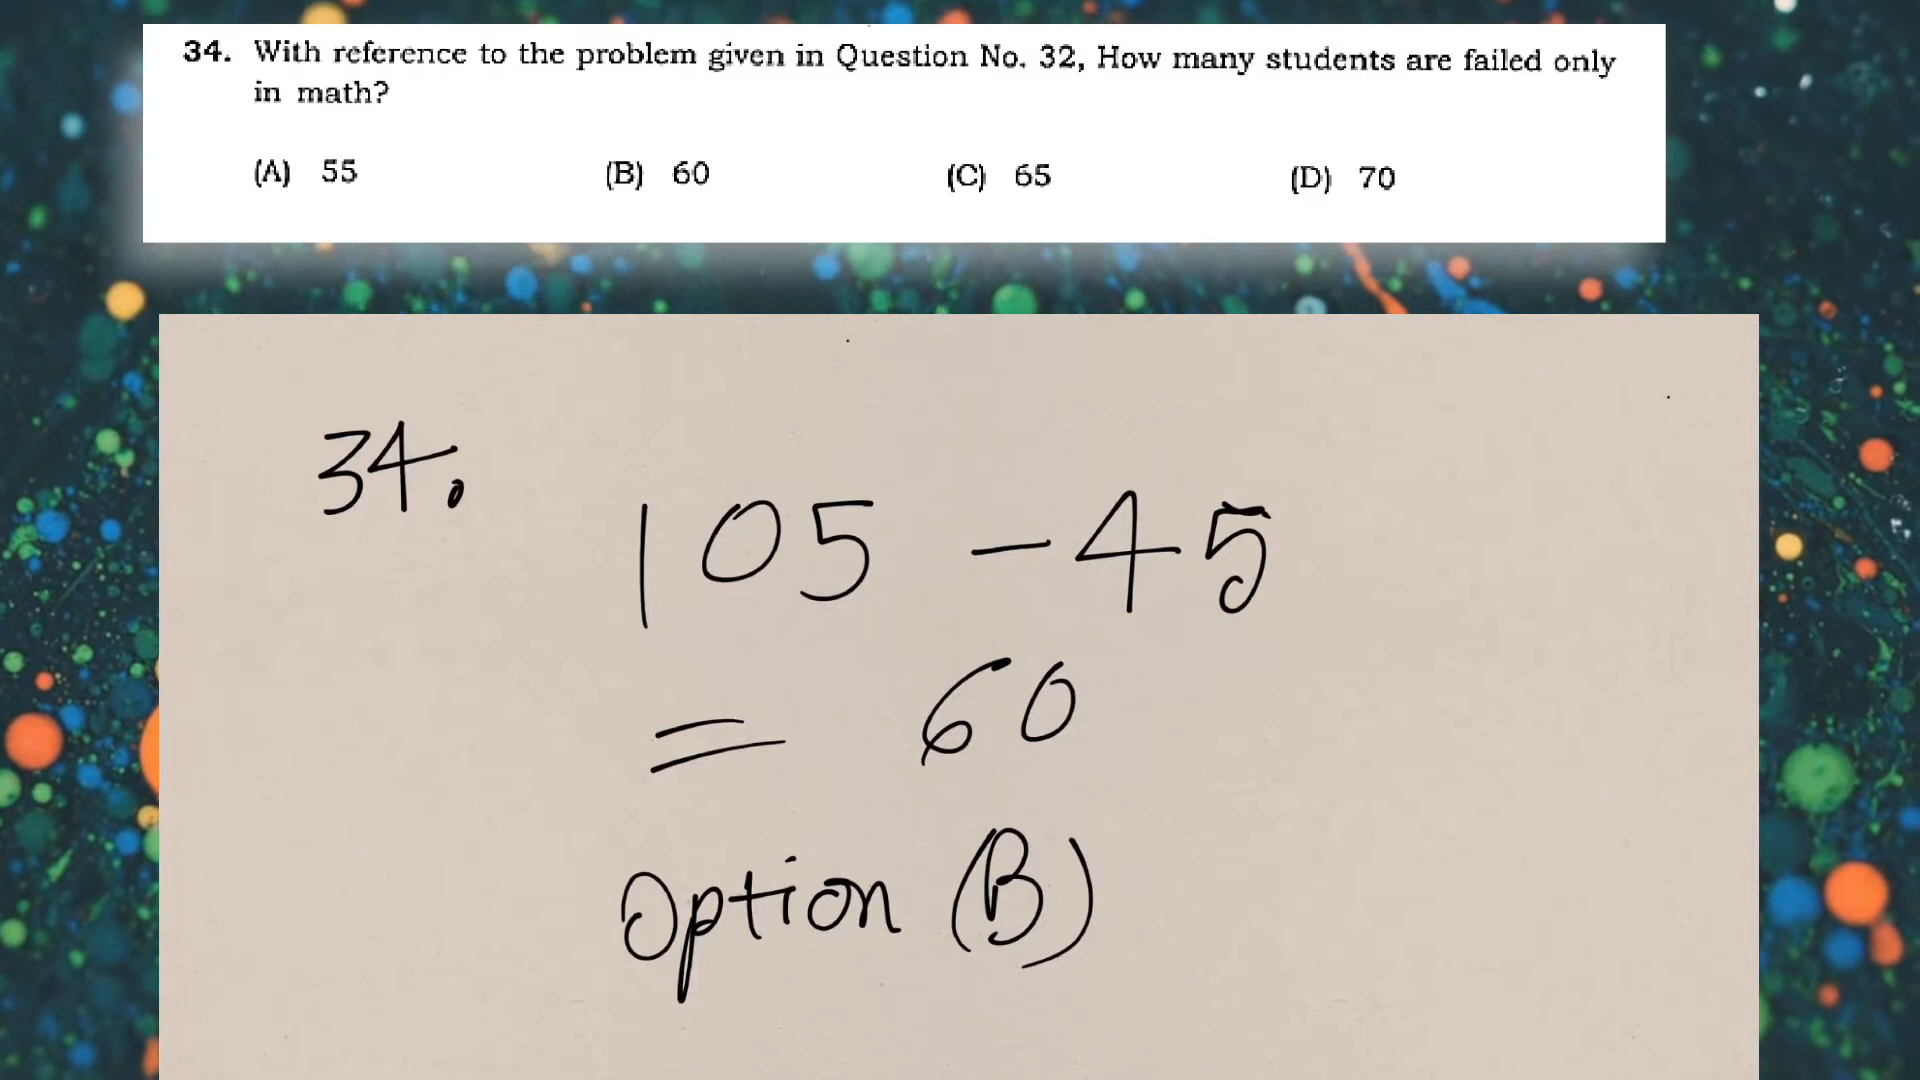 34. With reference to the problem given in Question No. 32, How many students are failed only
in math?
(A) 55 (B) 60 (C) 65 (D) 70
34.
105 - 45
= 60
Option (B)